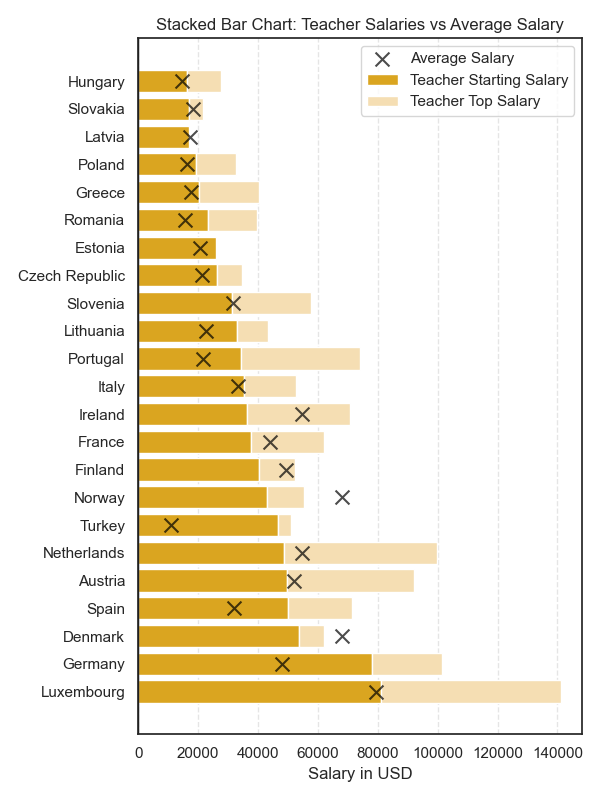 Stacked Bar Chart: Teacher Salaries vs Average Salary
Average Salary
Teacher Starting Salary
Teacher Top Salary
Hungary
Slovakia
Latvia
Poland
Greece
Romania
Estonia
Czech Republic
Slovenia
Lithuania
Portugal
Italy
Ireland
France
Finland
Norway
Turkey
Netherlands
Austria
Spain
Denmark
Germany
Luxembourg
0 20000 40000 60000 80000 100000 120000 140000
Salary in USD